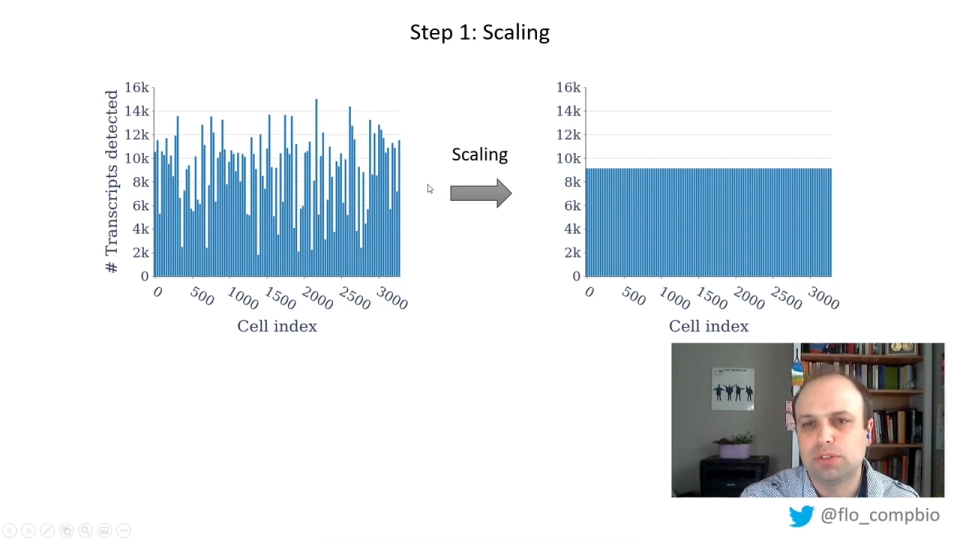 Step 1: Scaling
# Transcripts detected
16k
14k
12k
10k
8k
6k
4k
2k
0
0
500
1000
1500
2000
2500
3000
Cell index
Scaling
16k
14k
12k
10k
8k
6k
4k
2k
0
0
500
1000
1500
2000
2500
3000
Cell index
@flo_compbio